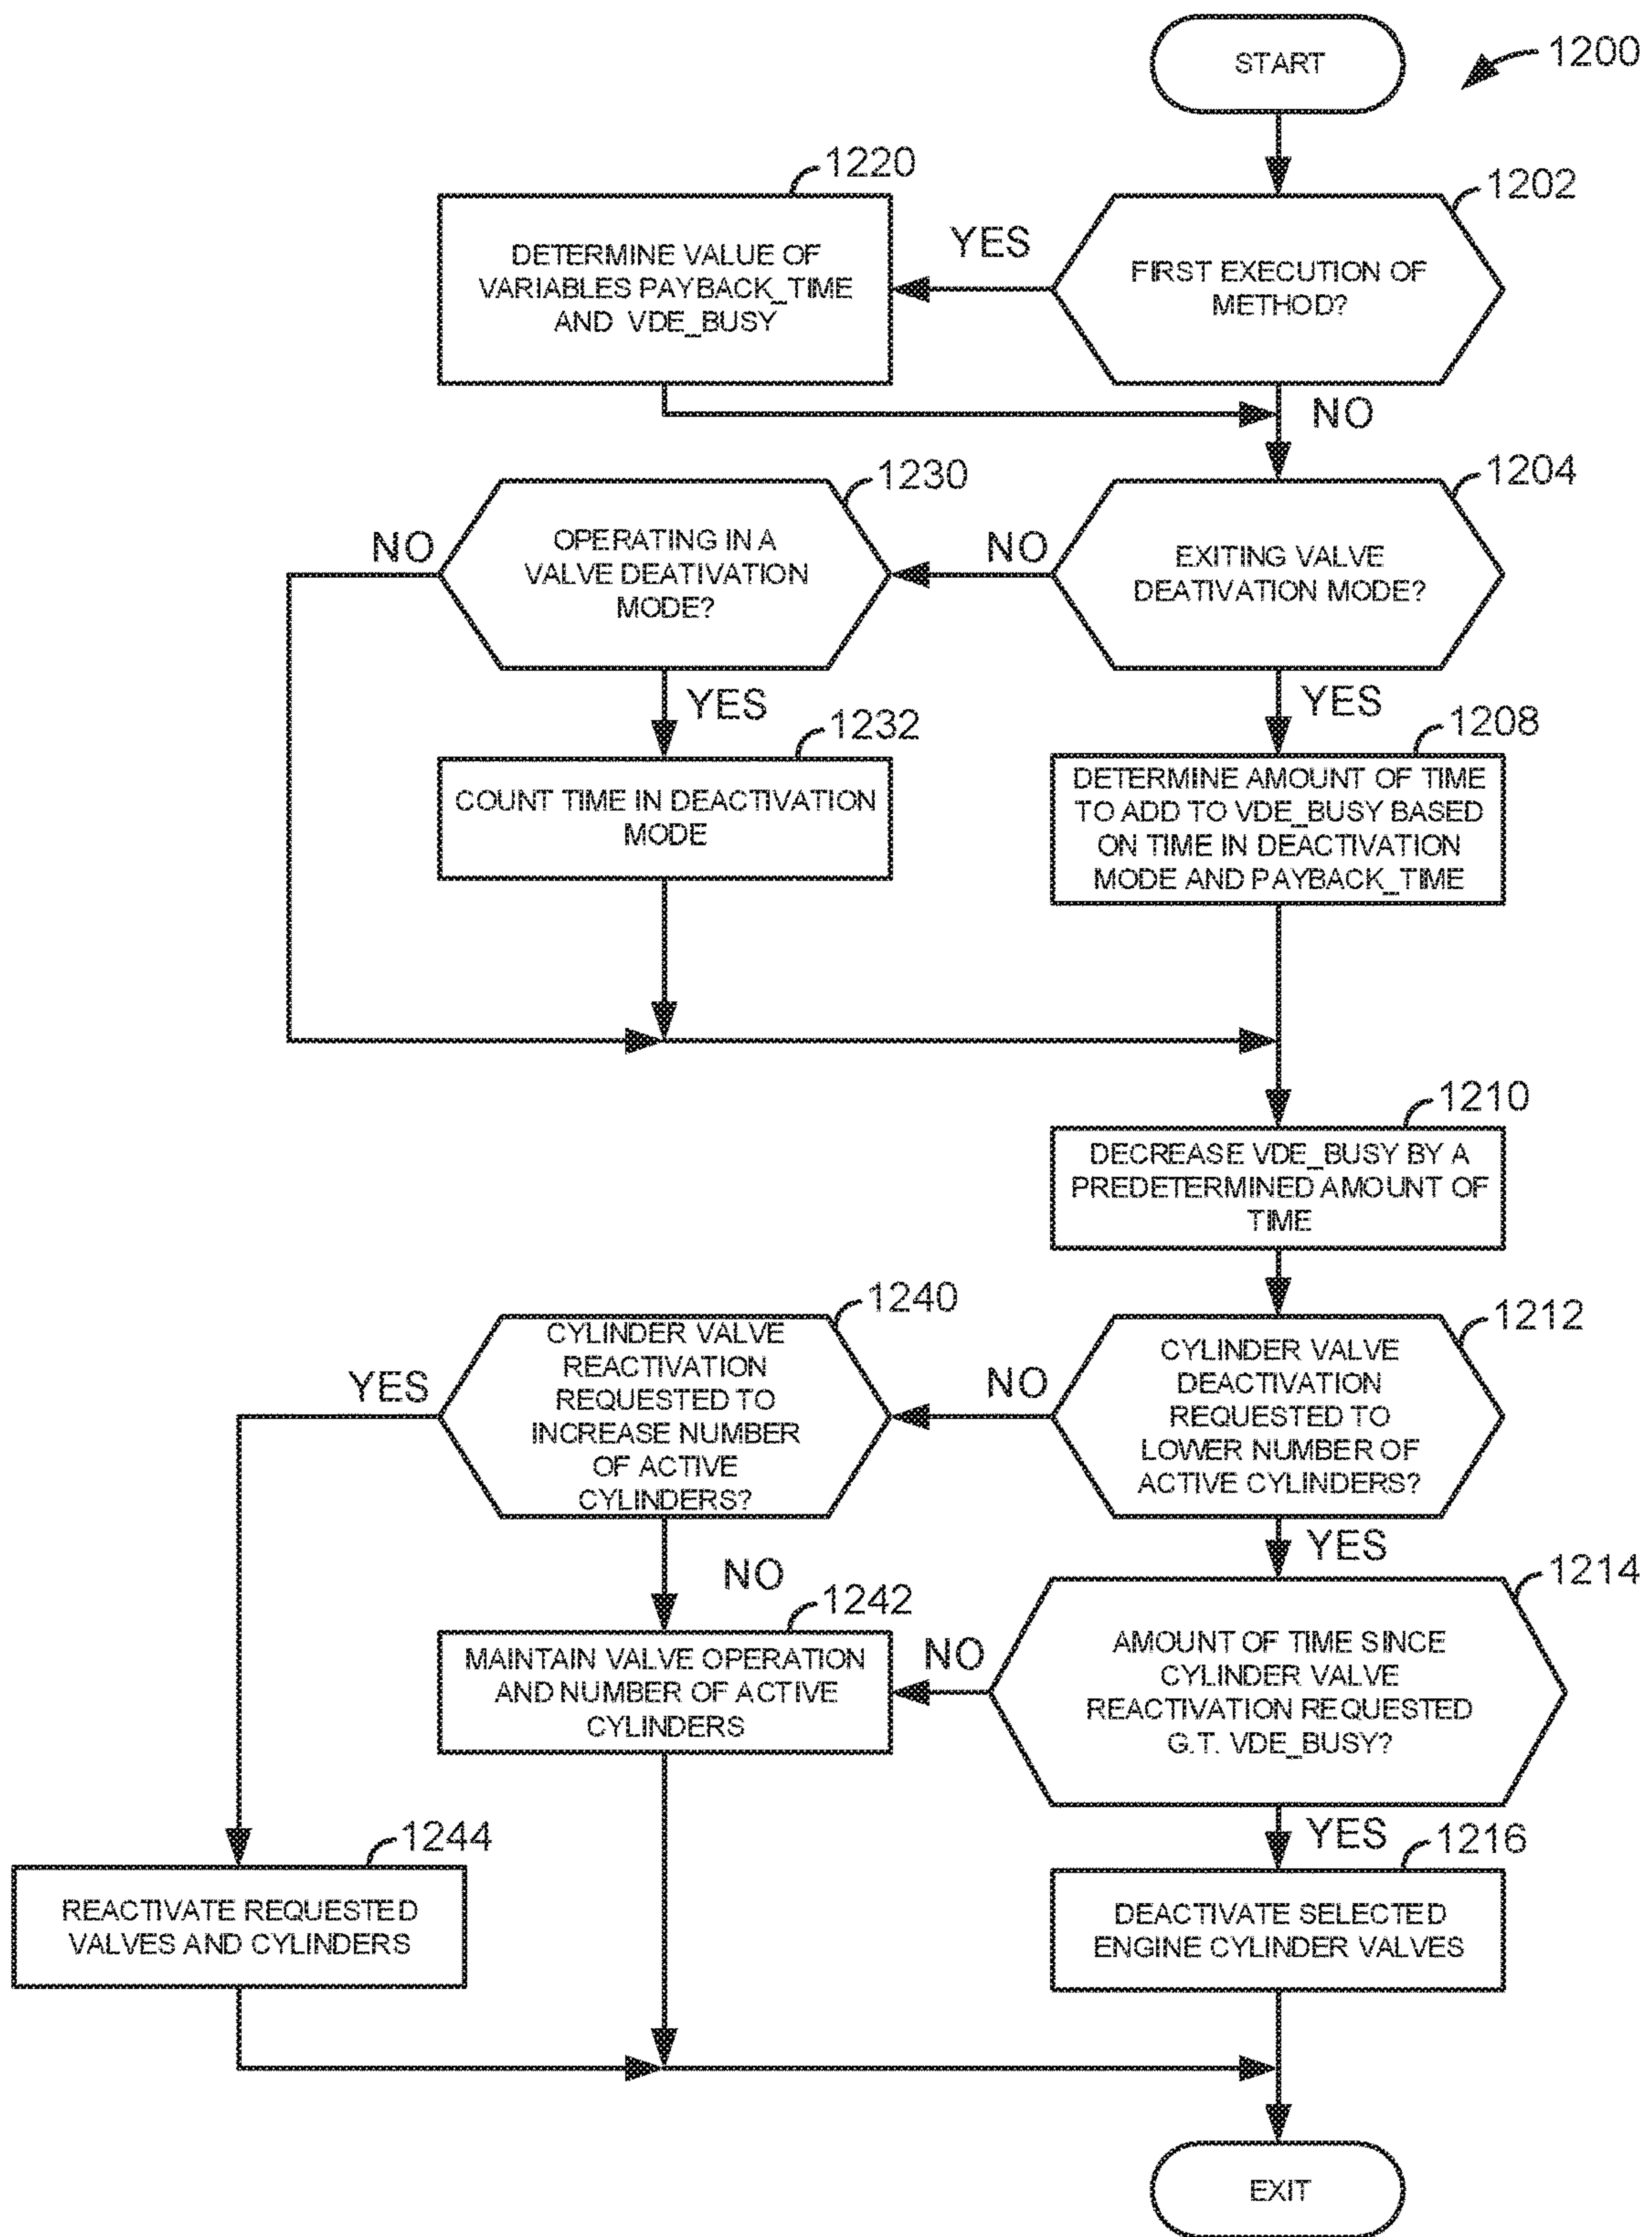 START
1200
1220
1202
DETERMINE VALUE OF
VARIABLES PAYBACK_TIME
AND VDE_BUSY
YES
FIRST EXECUTION OF
METHOD?
NO
1230
1204
NO
OPERATING IN A
VALVE DEATIVATION
MODE?
NO
EXITING VALVE
DEATIVATION MODE?
YES
YES
1232
1208
COUNT TIME IN DEACTIVATION
MODE
DETERMINE AMOUNT OF TIME
TO ADD TO VDE_BUSY BASED
ON TIME IN DEACTIVATION
MODE AND PAYBACK_TIME
1210
DECREASE VDE_BUSY BY A
PREDETERMINED AMOUNT OF
TIME
1240
1212
YES
CYLINDER VALVE
REACTIVATION
REQUESTED TO
INCREASE NUMBER
OF ACTIVE
CYLINDERS?
NO
CYLINDER VALVE
DEACTIVATION
REQUESTED TO
LOWER NUMBER OF
ACTIVE CYLINDERS?
NO
YES
1242
1214
MAINTAIN VALVE OPERATION
AND NUMBER OF ACTIVE
CYLINDERS
NO
AMOUNT OF TIME SINCE
CYLINDER VALVE
REACTIVATION REQUESTED
G.T. VDE_BUSY?
YES
1244
1216
REACTIVATE REQUESTED
VALVES AND CYLINDERS
DEACTIVATE SELECTED
ENGINE CYLINDER VALVES
EXIT